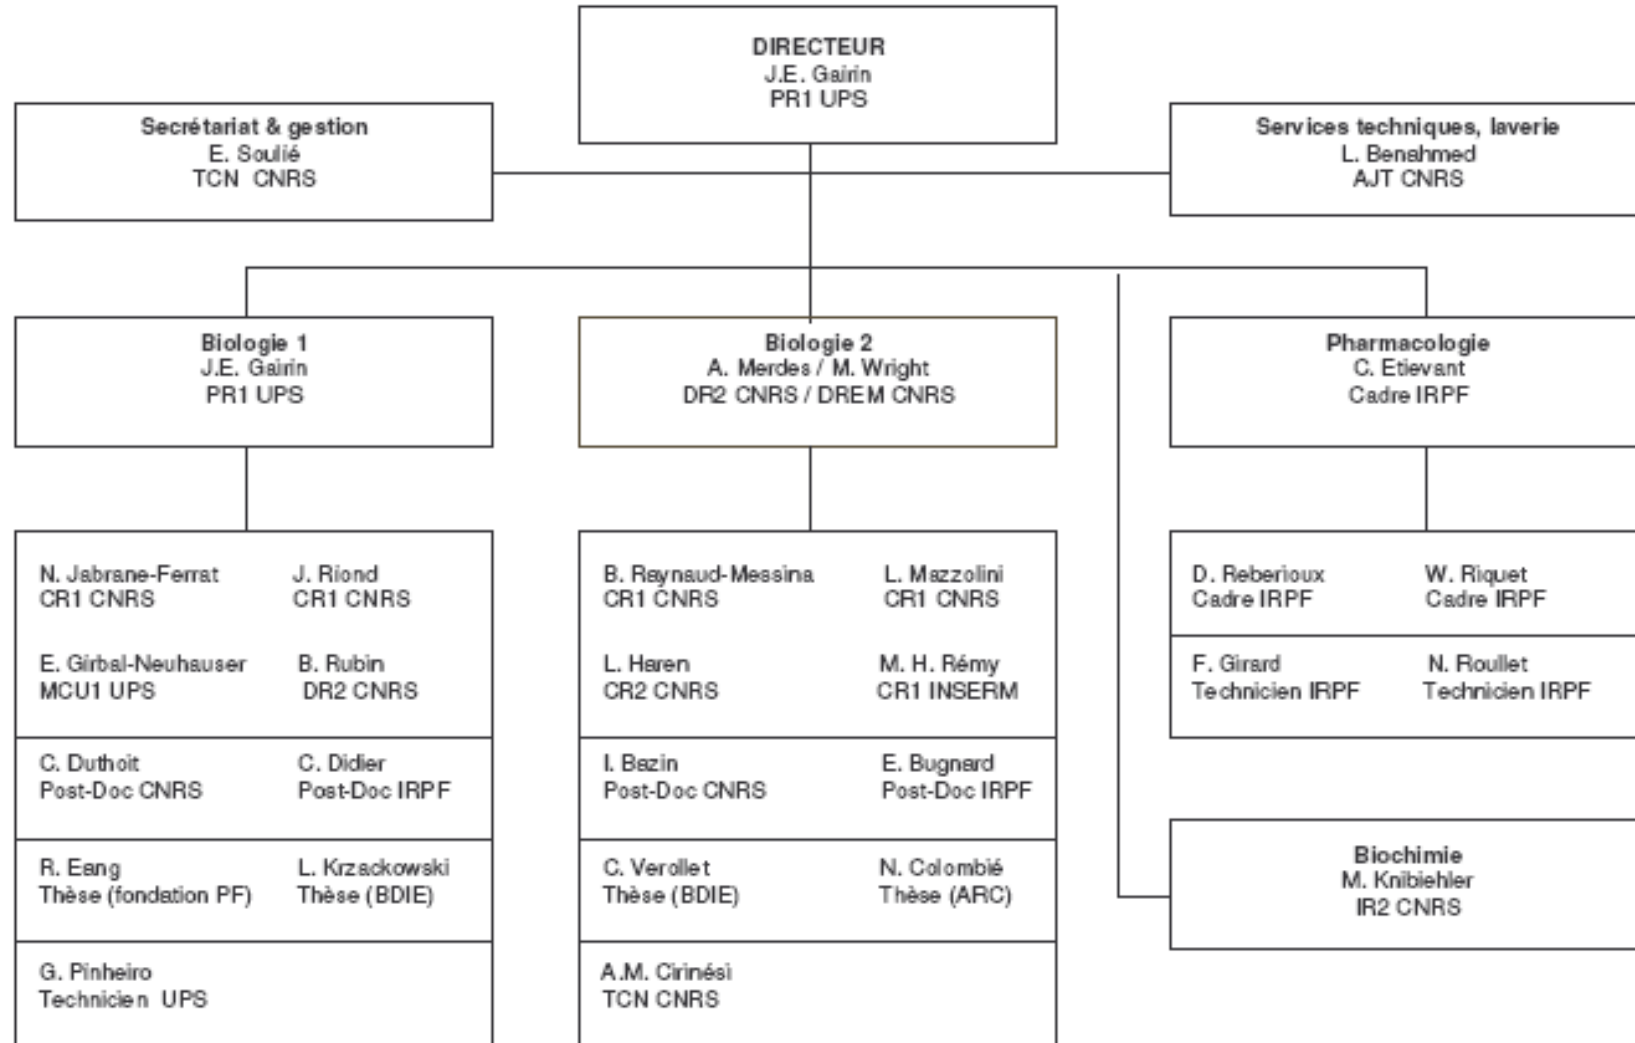 DIRECTEUR
J.E. Gairin
PR1 UPS
Secrétariat & gestion
E. Soulié
TCN CNRS
Services techniques, laverie
L. Benahmed
AJT CNRS
Biologie 1
J.E. Gairin
PR1 UPS
Biologie 2
A. Merdes / M. Wright
DR2 CNRS / DREM CNRS
Pharmacologie
C. Etievant
Cadre IRPF
N. Jabrane-Ferrat
CR1 CNRS
J. Riond
CR1 CNRS
E. Girbal-Neuhauser
MCU1 UPS
B. Rubin
DR2 CNRS
C. Duthoit
Post-Doc CNRS
C. Didier
Post-Doc IRPF
R. Eang
Thèse (fondation PF)
L. Krzackowski
Thèse (BDIE)
G. Pinheiro
Technicien UPS
B. Raynaud-Messina
CR1 CNRS
L. Mazzolini
CR1 CNRS
L. Haren
CR2 CNRS
M. H. Rémy
CR1 INSERM
I. Bazin
Post-Doc CNRS
E. Bugnard
Post-Doc IRPF
C. Verollet
Thèse (BDIE)
N. Colombié
Thèse (ARC)
A.M. Cirinési
TCN CNRS
D. Reberioux
Cadre IRPF
W. Riquet
Cadre IRPF
F. Girard
Technicien IRPF
N. Roullet
Technicien IRPF
Biochimie
M. Knibiehler
IR2 CNRS